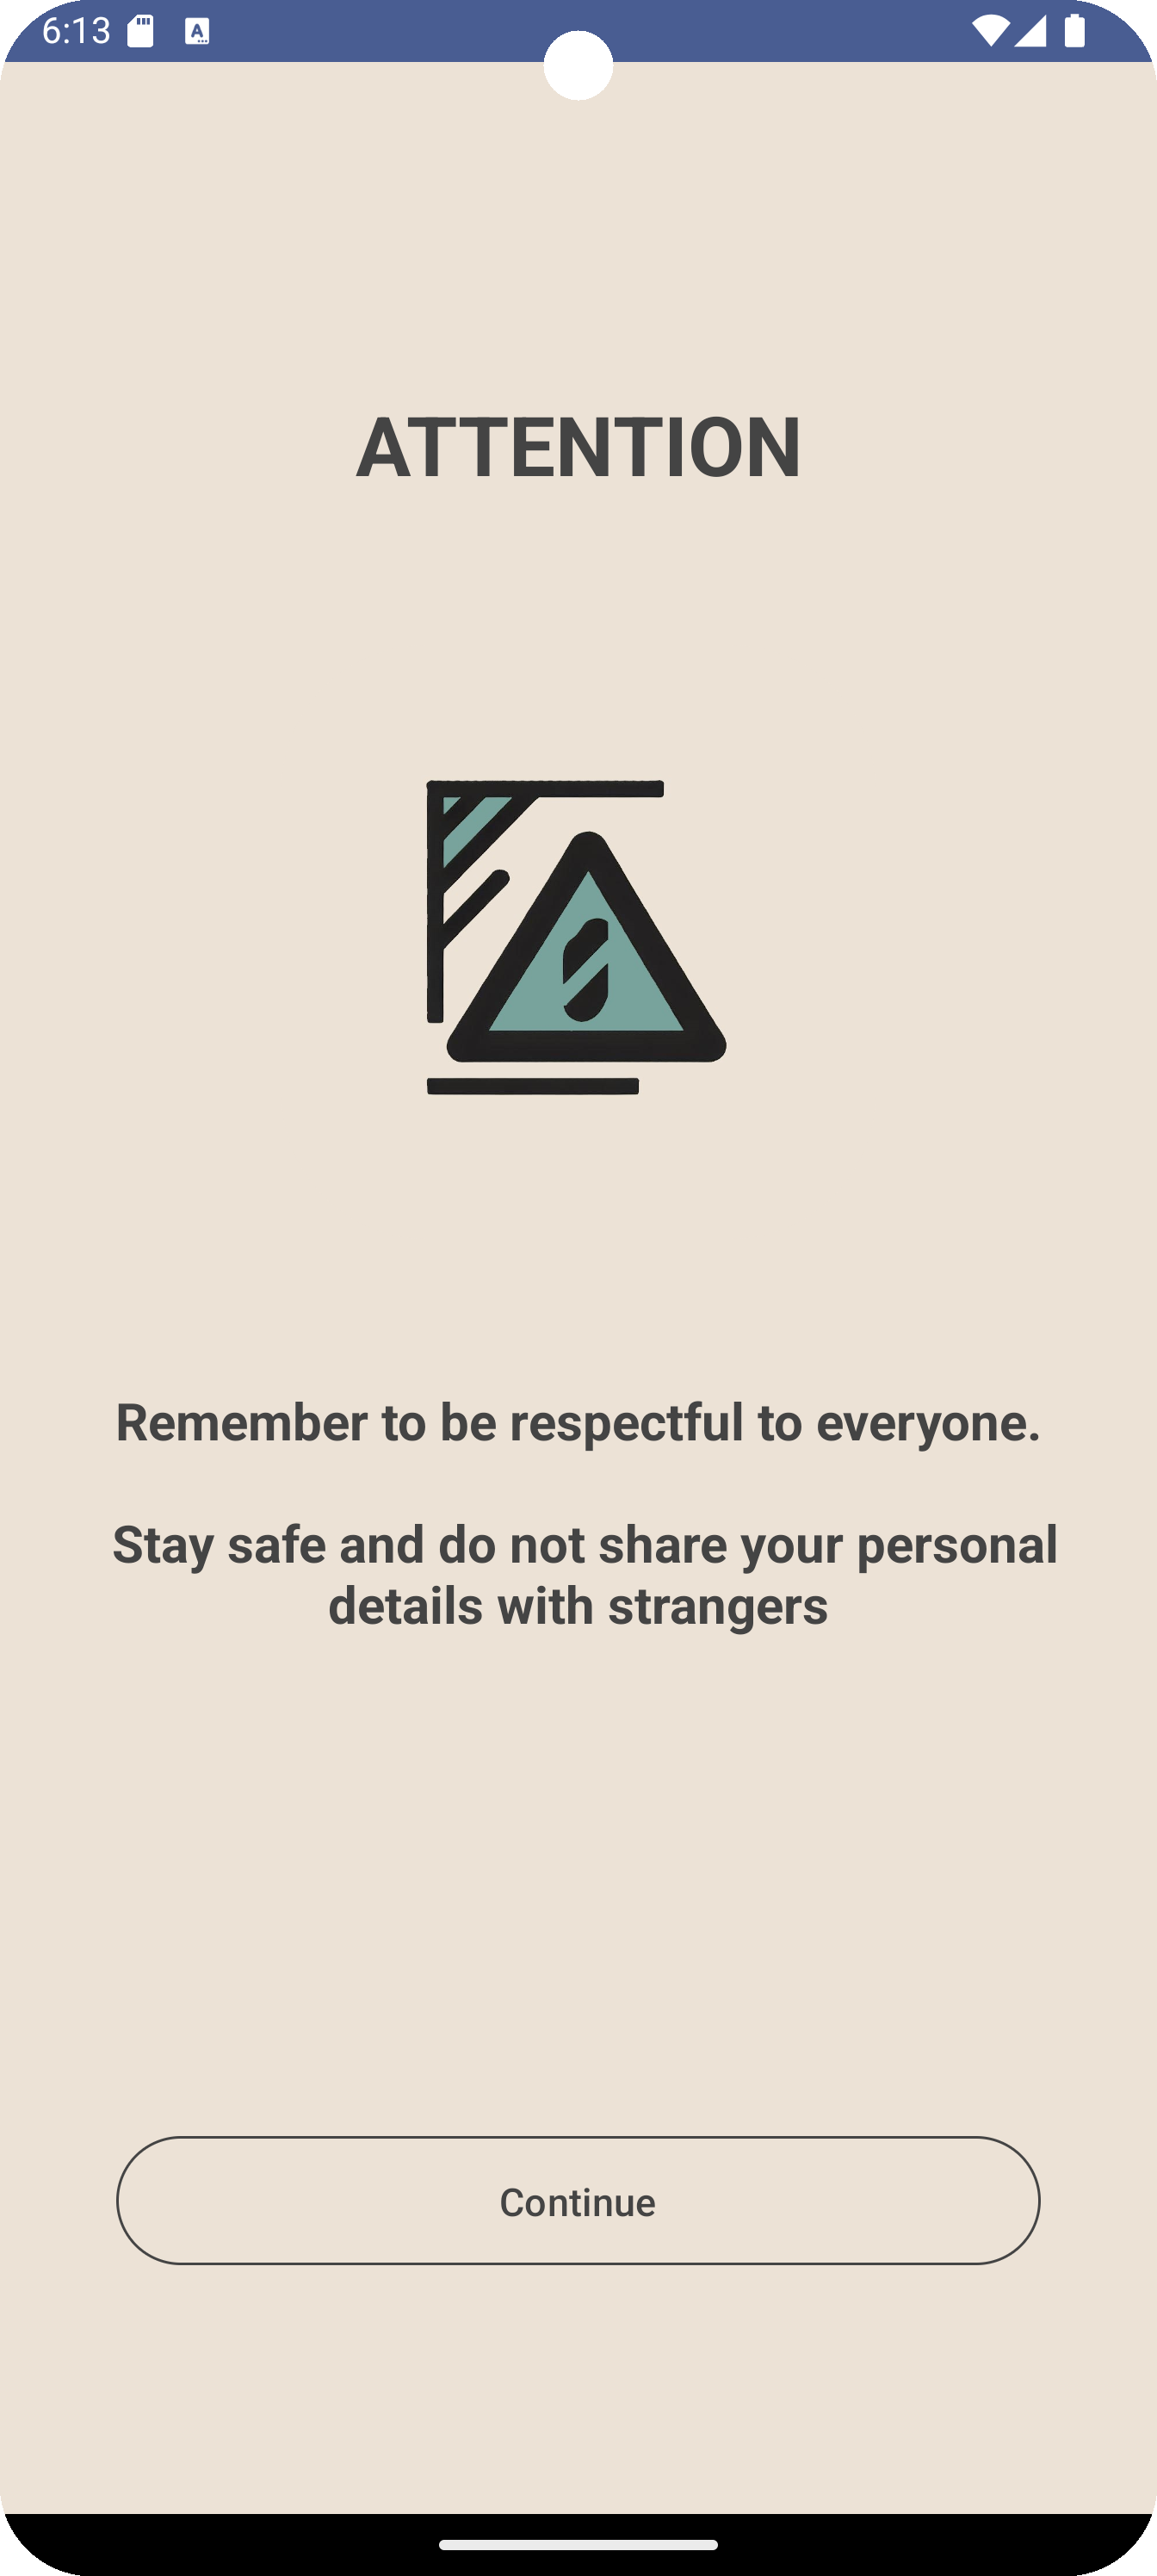 6:13
ATTENTION
Remember to be respectful to everyone.
Stay safe and do not share your personal
details with strangers
Continue